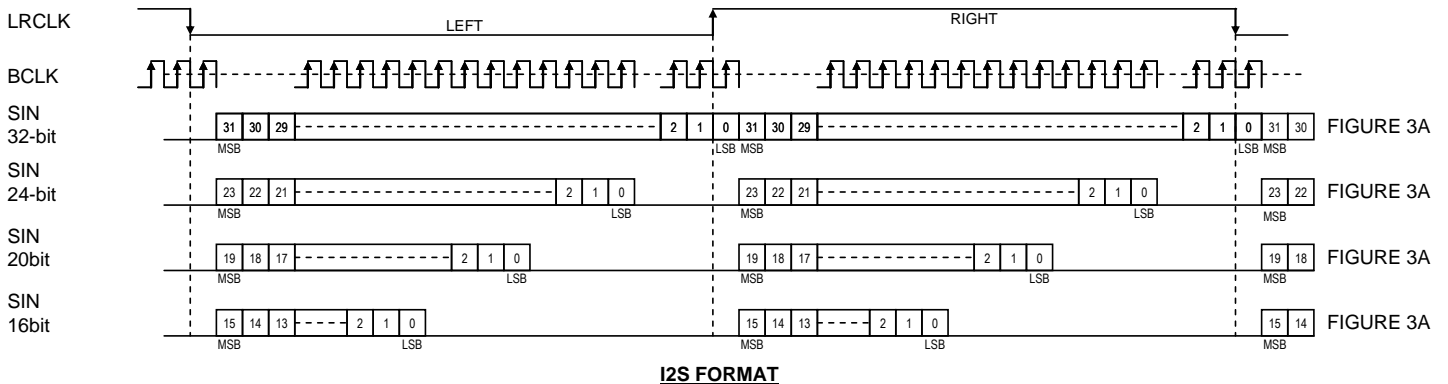 LRCLK
LEFT
RIGHT
BCLK
SIN
32-bit
31 30 29 2 1 0 31 30 29 2 1 0 31 30
MSB LSB MSB LSB MSB
FIGURE 3A
SIN
24-bit
23 22 21 2 1 0 23 22 21 2 1 0 23 22
MSB LSB MSB LSB MSB
FIGURE 3A
SIN
20bit
19 18 17 2 1 0 19 18 17 2 1 0 19 18
MSB LSB MSB LSB MSB
FIGURE 3A
SIN
16bit
15 14 13 2 1 0 15 14 13 2 1 0 15 14
MSB LSB MSB LSB MSB
FIGURE 3A
I2S FORMAT